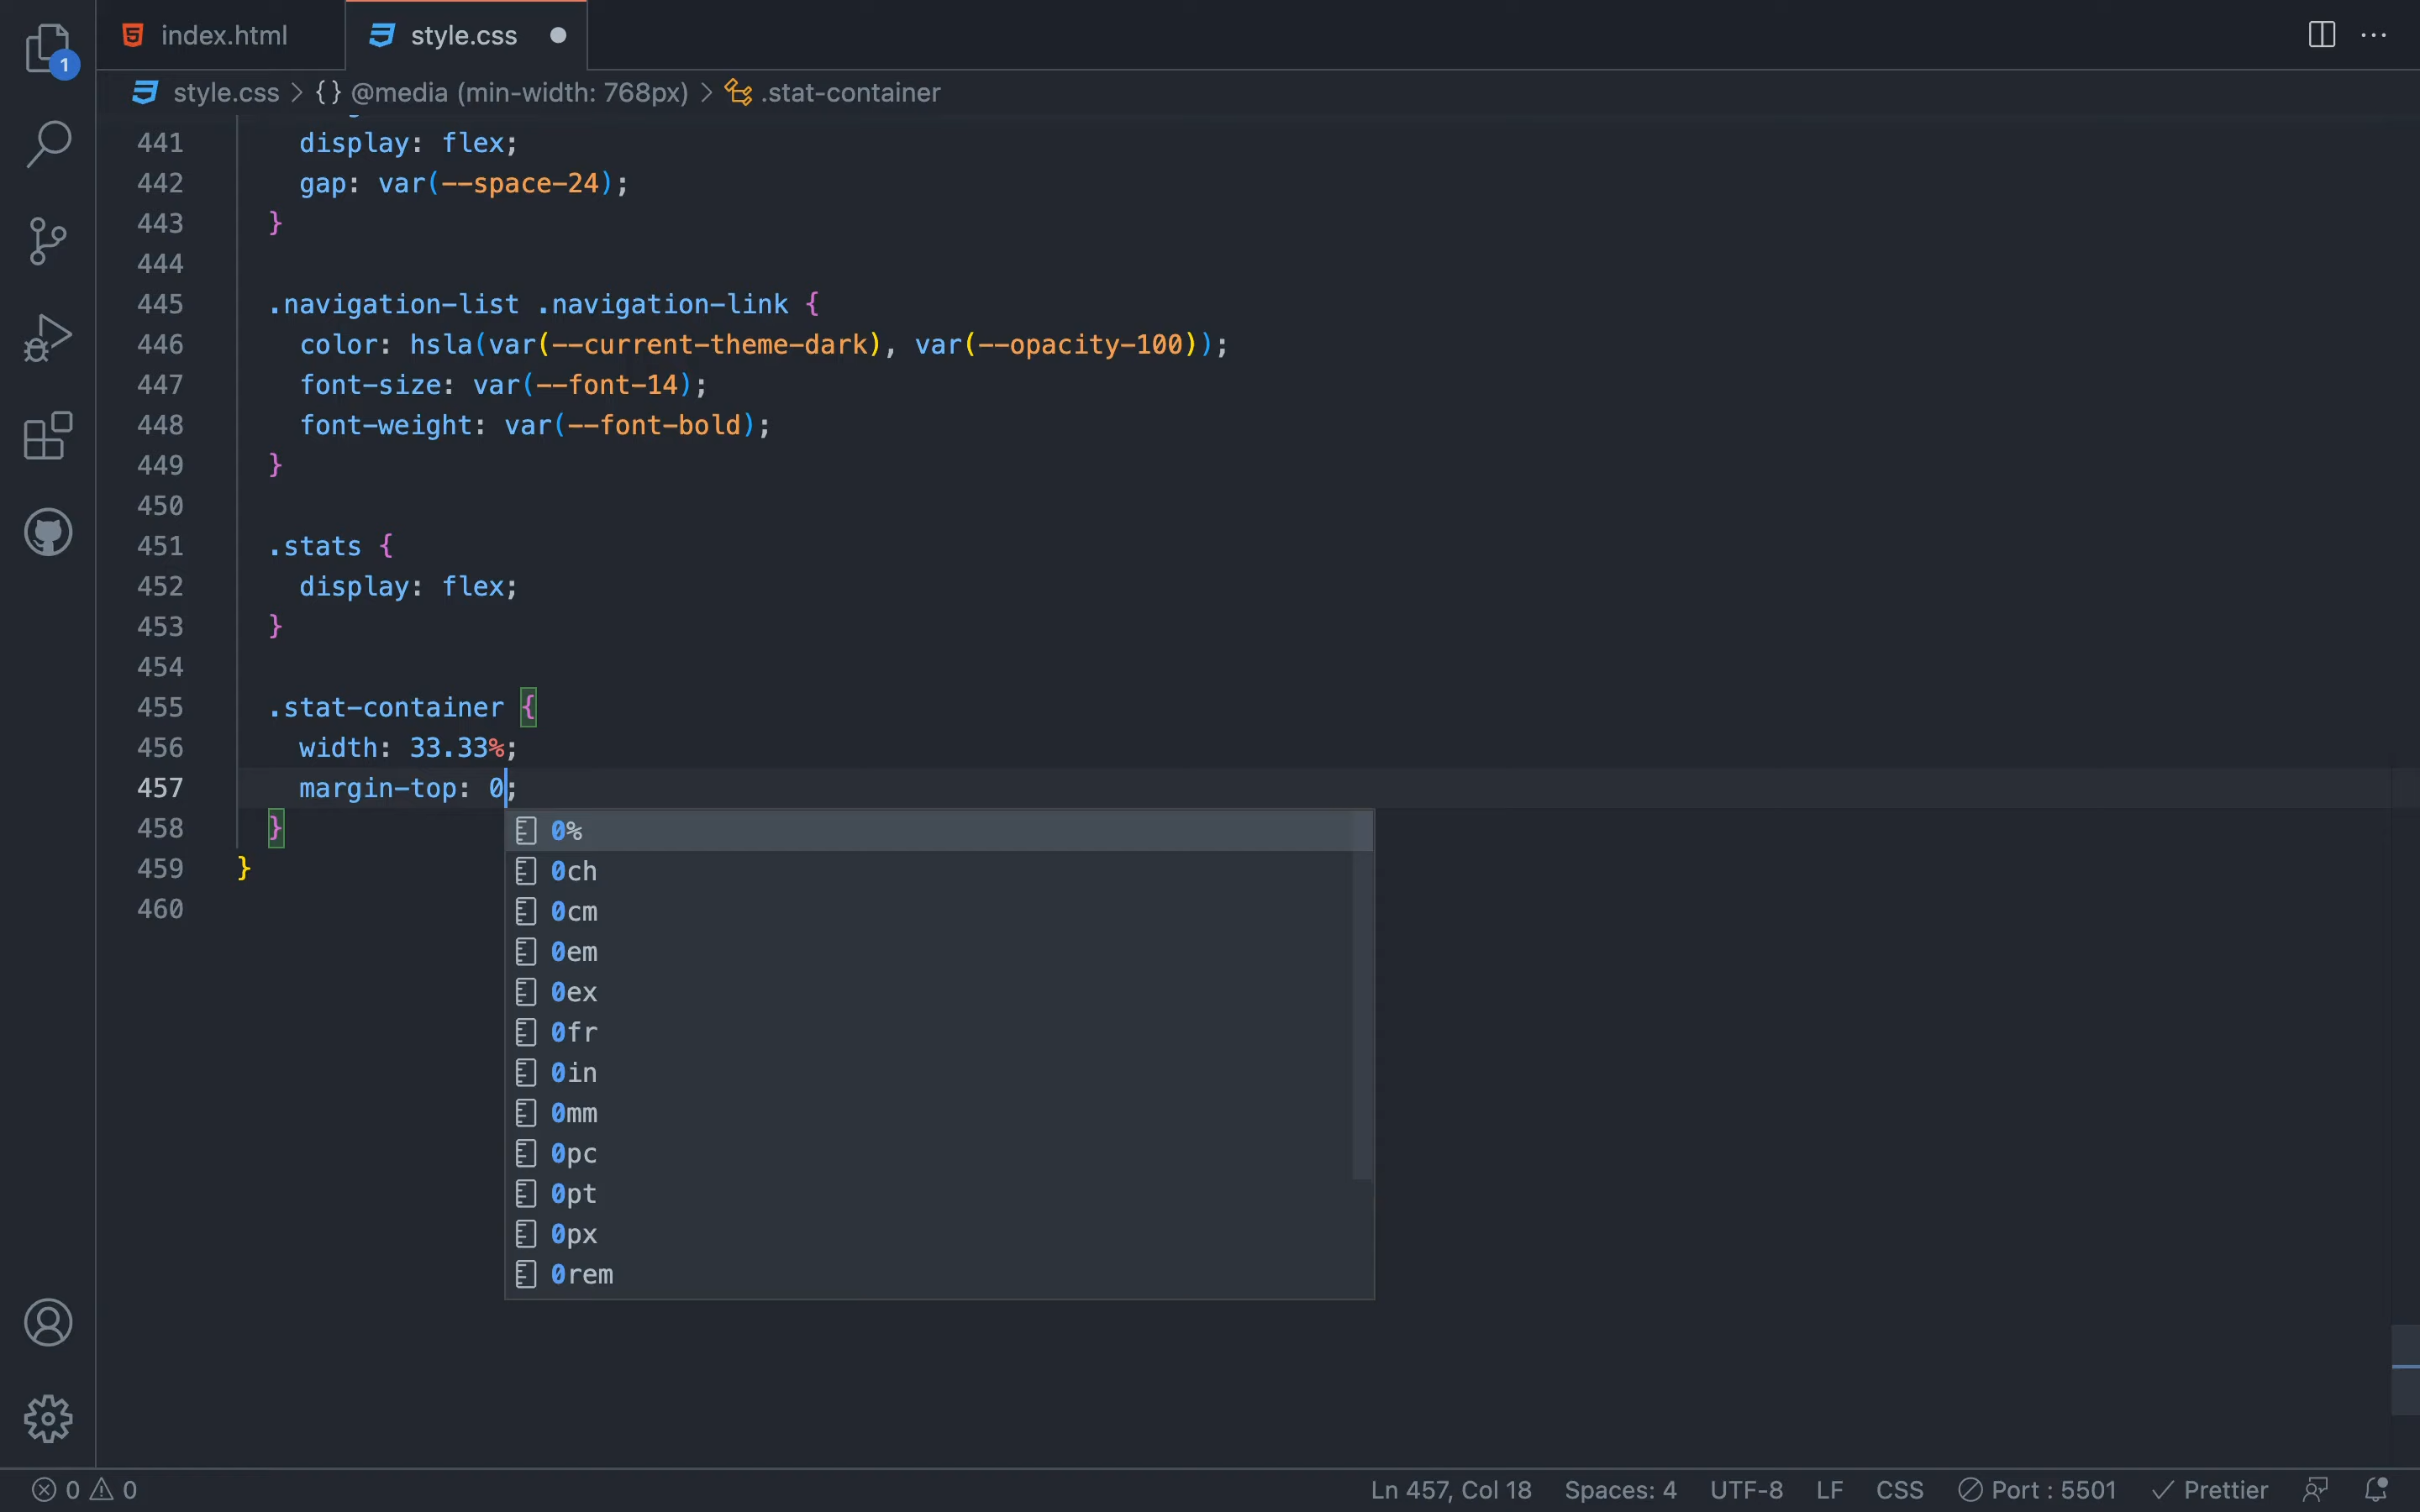 index.html
style.css
1
style.css > {} @media (min-width: 768px) > .stat-container
441 display: flex;
442 gap: var(--space-24);
443 }
444
445 .navigation-list .navigation-link {
446 color: hsla(var(--current-theme-dark), var(--opacity-100));
447 font-size: var(--font-14);
448 font-weight: var(--font-bold);
449 }
450
451 .stats {
452 display: flex;
453 }
454
455 .stat-container {
456 width: 33.33%;
457 margin-top: 0;
458 }
459 }
460
0%
0ch
0cm
0em
0ex
0fr
0in
0mm
0pc
0pt
0px
0rem
0 0 Ln 457, Col 18 Spaces: 4 UTF-8 LF CSS Port : 5501 Prettier